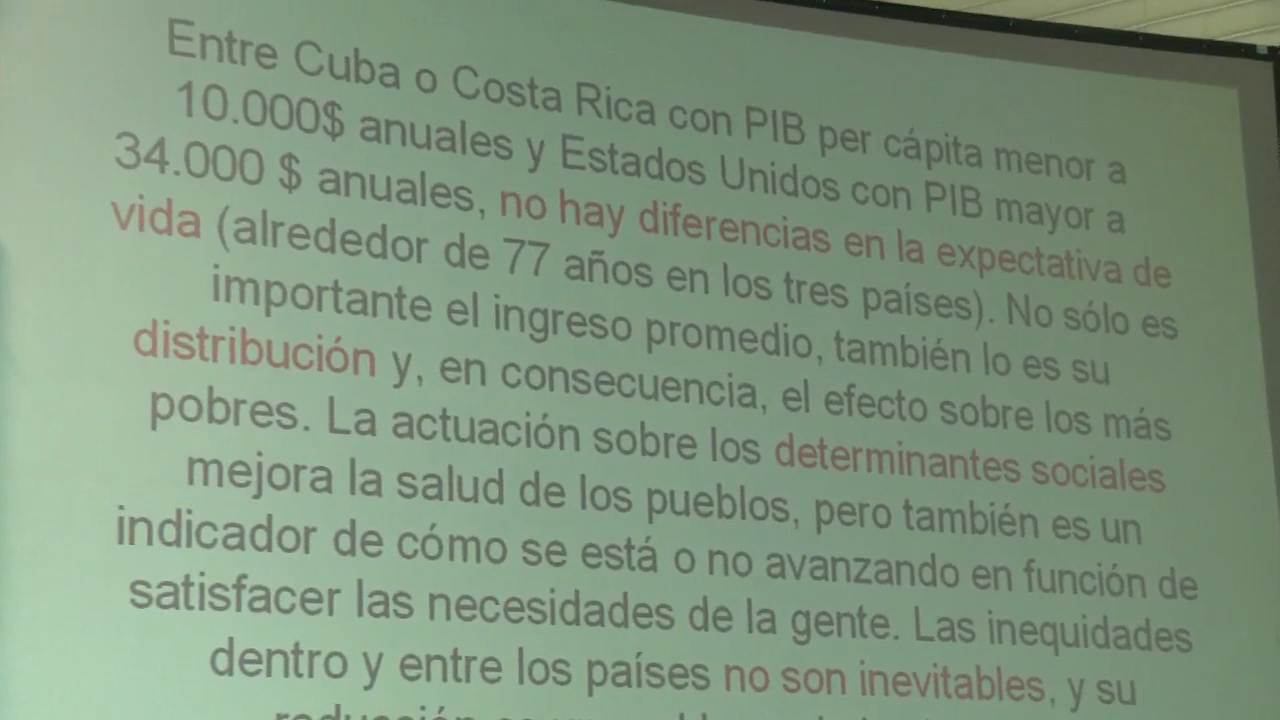 Entre Cuba o Costa Rica con PIB per cápita menor a
10.000$ anuales y Estados Unidos con PIB mayor a
34.000 $ anuales, no hay diferencias en la expectativa de
vida (alrededor de 77 años en los tres países). No sólo es
importante el ingreso promedio, también lo es su
distribución y, en consecuencia, el efecto sobre los más
pobres. La actuación sobre los determinantes sociales
mejora la salud de los pueblos, pero también es un
indicador de cómo se está o no avanzando en función de
satisfacer las necesidades de la gente. Las inequidades
dentro y entre los países no son inevitables, y su